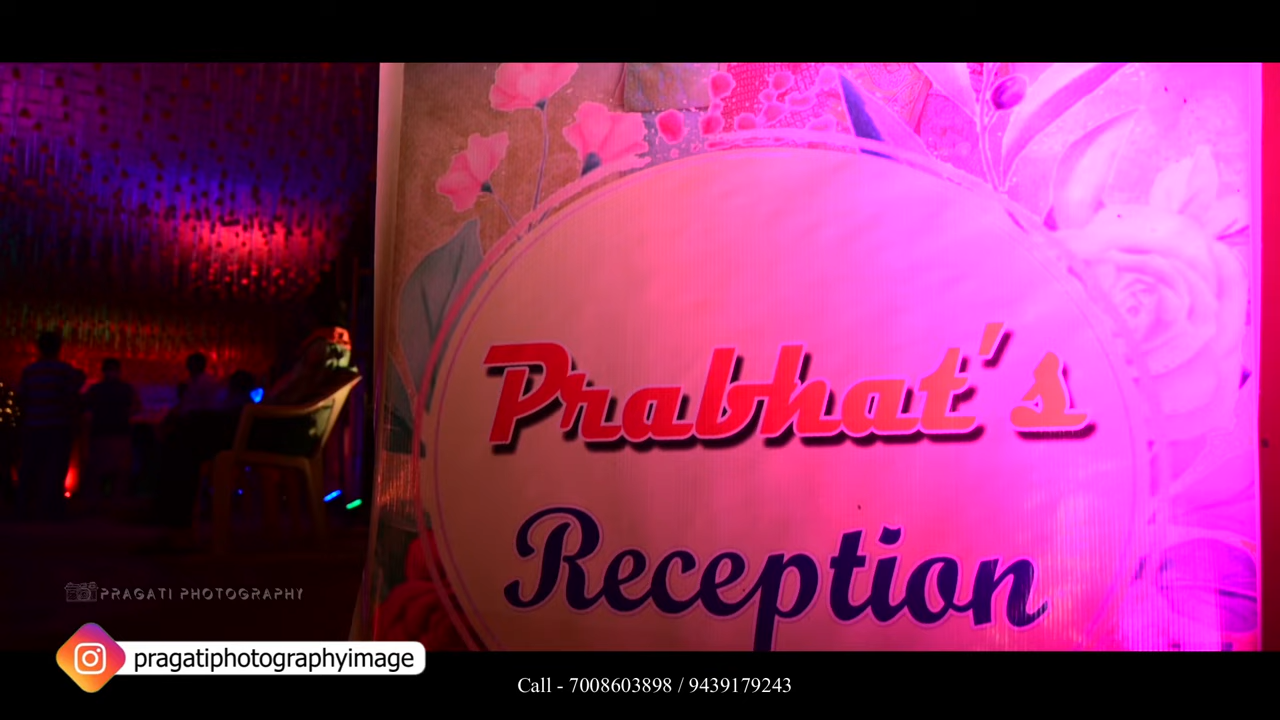 Prabhat's
Reception
PRAGATI PHOTOGRAPHY
pragatiphotographyimage
Call - 7008603898 / 9439179243